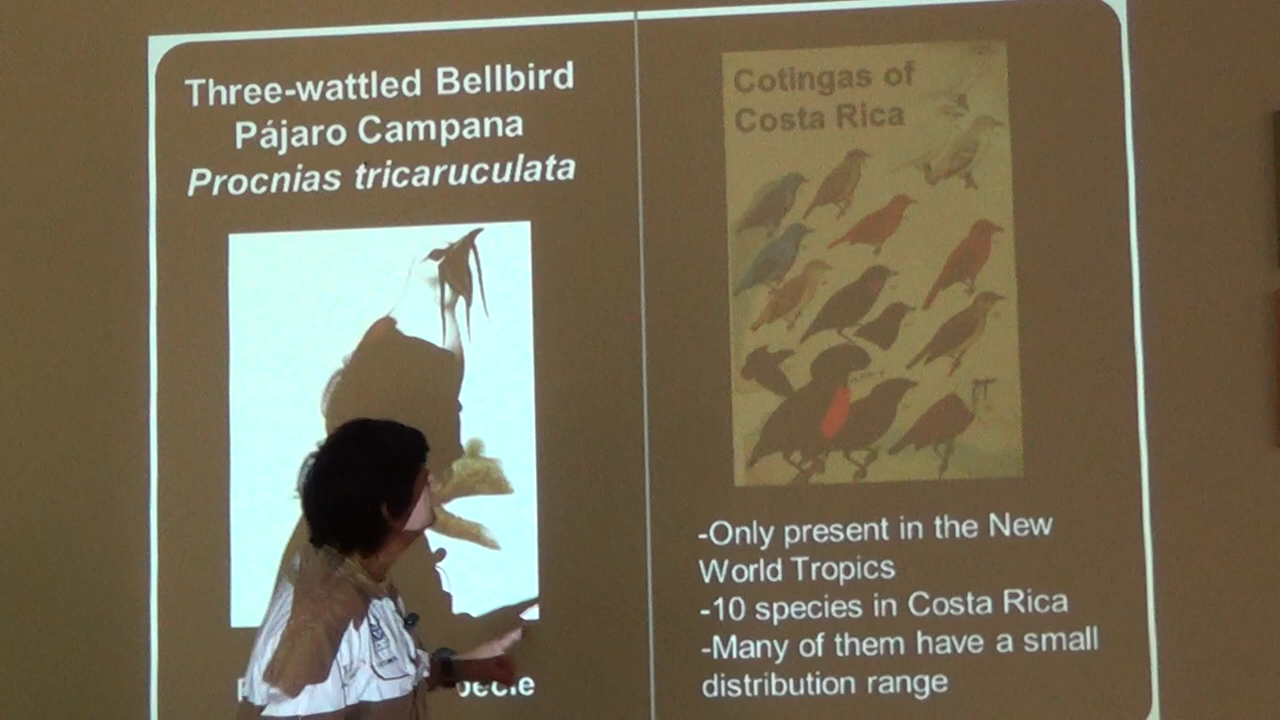 Three-wattled Bellbird
Pájaro Campana
Procnias tricaruculata
Cotingas of
Costa Rica
-Only present in the New
World Tropics
-10 species in Costa Rica
-Many of them have a small
distribution range